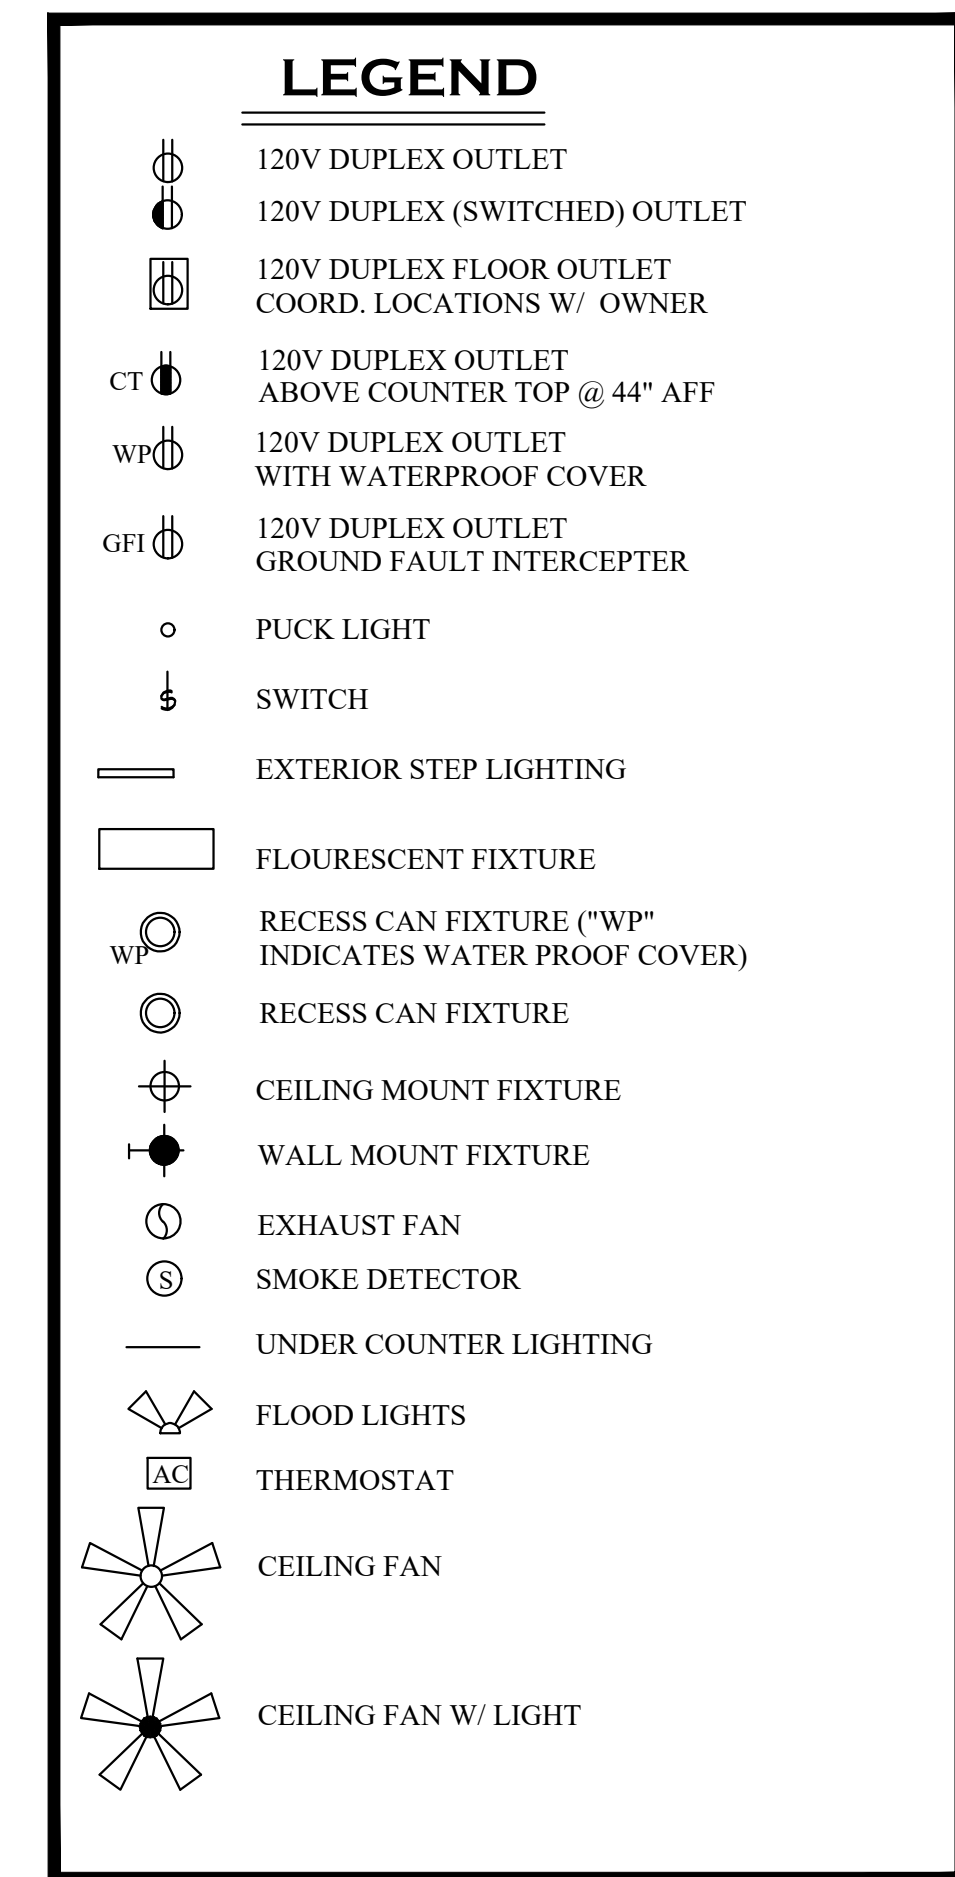 LEGEND
120V DUPLEX OUTLET
120V DUPLEX (SWITCHED) OUTLET
120V DUPLEX FLOOR OUTLET
COORD. LOCATIONS W/ OWNER
CT
120V DUPLEX OUTLET
ABOVE COUNTER TOP @ 44" AFF
WP
120V DUPLEX OUTLET
WITH WATERPROOF COVER
GFI
120V DUPLEX OUTLET
GROUND FAULT INTERCEPTER
PUCK LIGHT
$ SWITCH
EXTERIOR STEP LIGHTING
FLOURESCENT FIXTURE
WP
RECESS CAN FIXTURE ("WP"
INDICATES WATER PROOF COVER)
RECESS CAN FIXTURE
CEILING MOUNT FIXTURE
WALL MOUNT FIXTURE
EXHAUST FAN
S SMOKE DETECTOR
UNDER COUNTER LIGHTING
FLOOD LIGHTS
AC THERMOSTAT
CEILING FAN
CEILING FAN W/ LIGHT